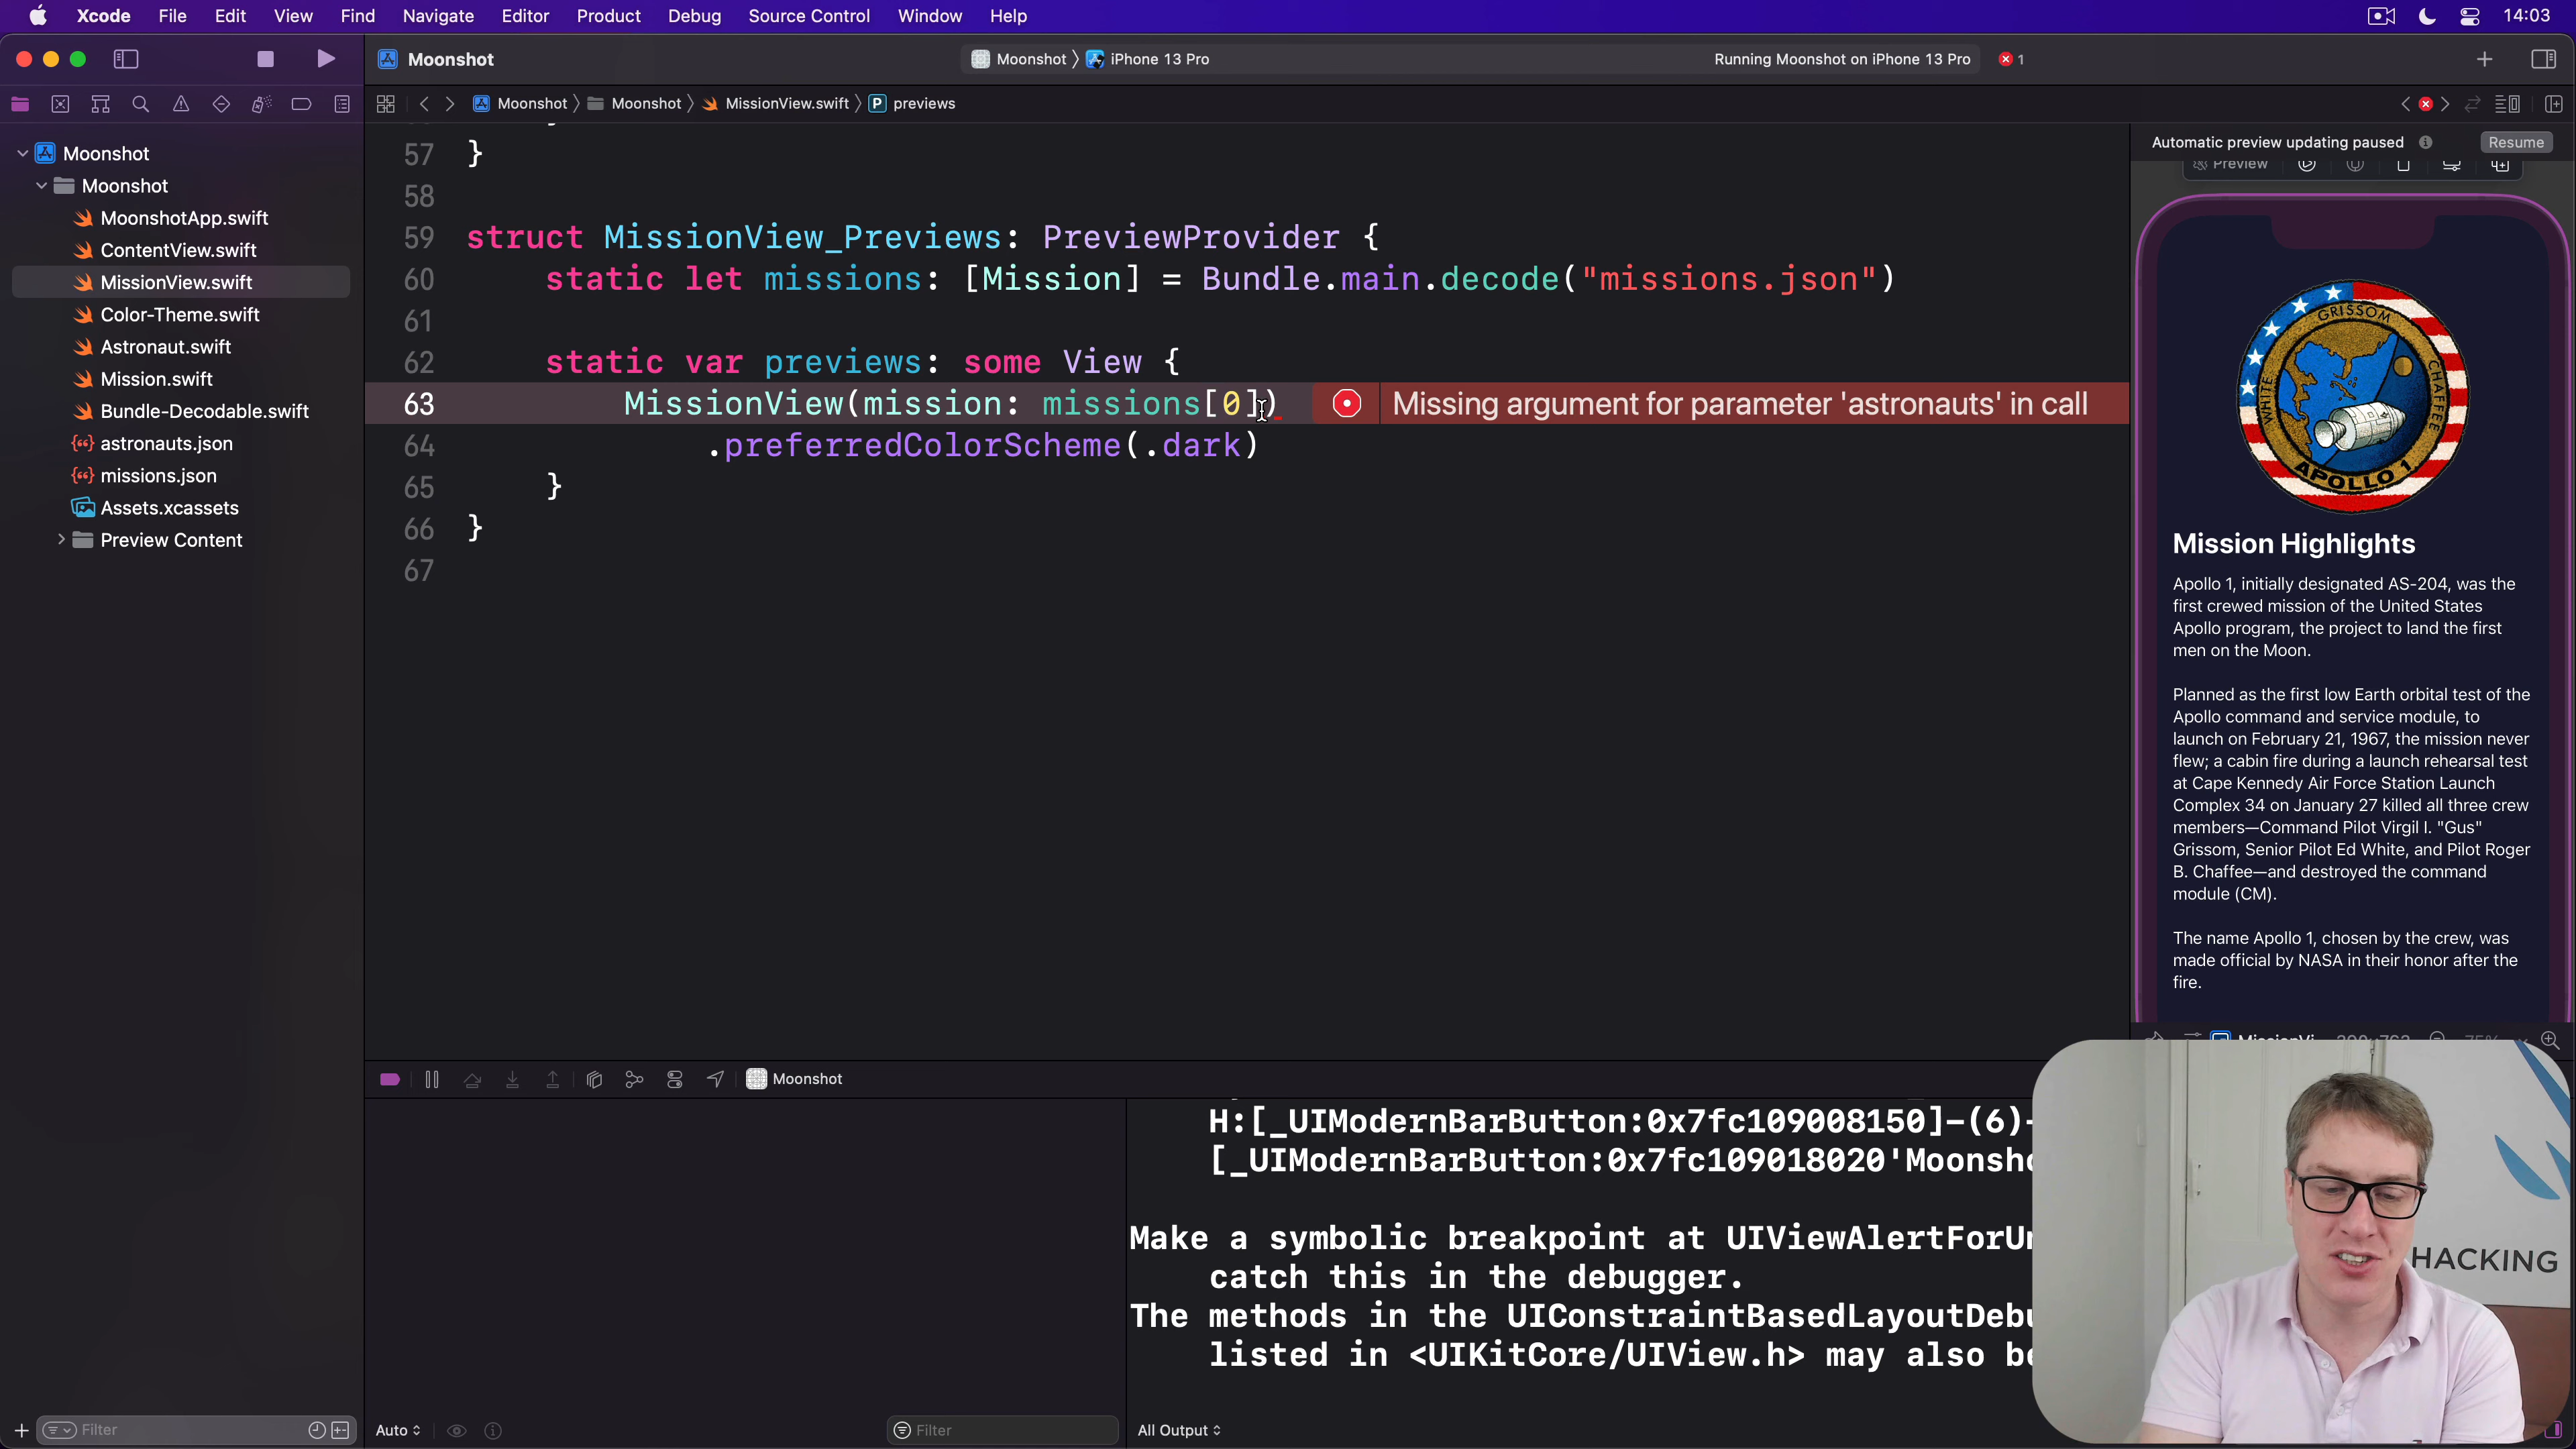 Xcode File Edit View Find Navigate Editor Product Debug Source Control Window Help 14:03
Moonshot
Moonshot iPhone 13 Pro
Running Moonshot on iPhone 13 Pro
1
Moonshot
Moonshot
MissionView.swift
P previews
Moonshot
Moonshot
MoonshotApp.swift
ContentView.swift
MissionView.swift
Color-Theme.swift
Astronaut.swift
Mission.swift
Bundle-Decodable.swift
astronauts.json
missions.json
Assets.xcassets
Preview Content
57 }
58
59 struct MissionView_Previews: PreviewProvider {
60 static let missions: [Mission] = Bundle.main.decode("missions.json")
61
62 static var previews: some View {
63 MissionView(mission: missions[0])
Missing argument for parameter 'astronauts' in call
64 .preferredColorScheme(.dark)
65 }
66 }
67
Automatic preview updating paused
Resume
Preview
GRISSOM
WHITE
CHAFFEE
APOLLO 1
Mission Highlights
Apollo 1, initially designated AS-204, was the
first crewed mission of the United States
Apollo program, the project to land the first
men on the Moon.
Planned as the first low Earth orbital test of the
Apollo command and service module, to
launch on February 21, 1967, the mission never
flew; a cabin fire during a launch rehearsal test
at Cape Kennedy Air Force Station Launch
Complex 34 on January 27 killed all three crew
members—Command Pilot Virgil I. "Gus"
Grissom, Senior Pilot Ed White, and Pilot Roger
B. Chaffee—and destroyed the command
module (CM).
The name Apollo 1, chosen by the crew, was
made official by NASA in their honor after the
fire.
Moonshot
H:[_UIModernBarButton:0x7fc109008150]-(6)-
[_UIModernBarButton:0x7fc109018020'Moonsh
Make a symbolic breakpoint at UIViewAlertForUn
catch this in the debugger.
The methods in the UIConstraintBasedLayoutDebu
listed in <UIKitCore/UIView.h> may also be
HACKING
Filter
Auto
Filter
All Output